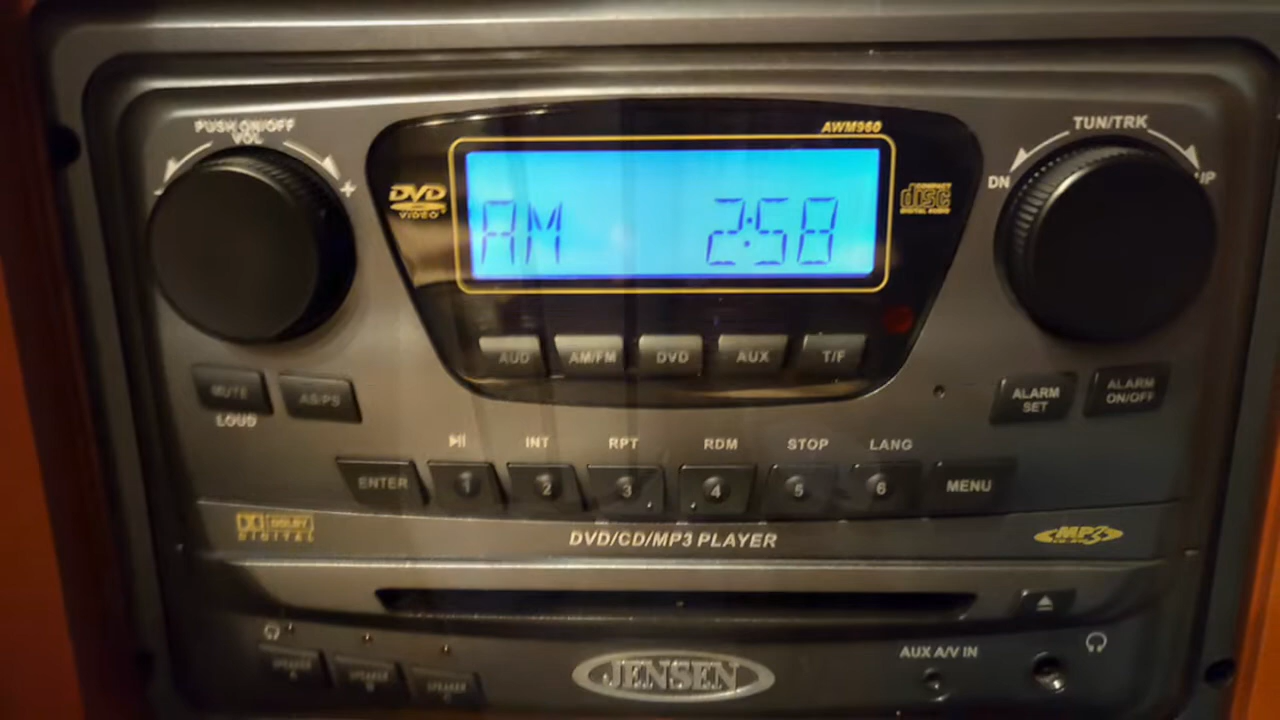 PUSH ON/OFF
VOL
+
AWM960
TUN/TRK
DN
UP
DVD
VIDEO
COMPACT
disc
DIGITAL AUDIO
AM 2:58
AUD AM/FM DVD AUX T/F
MUTE AS/PS
LOUD
ALARM
SET
ALARM
ON/OFF
INT RPT RDM STOP LANG
ENTER 1 2 3 4 5 6 MENU
DOLBY
DIGITAL
DVD/CD/MP3 PLAYER
MP3
AUX A/V IN
SPEAKER
A
SPEAKER
B
SPEAKER
C
JENSEN